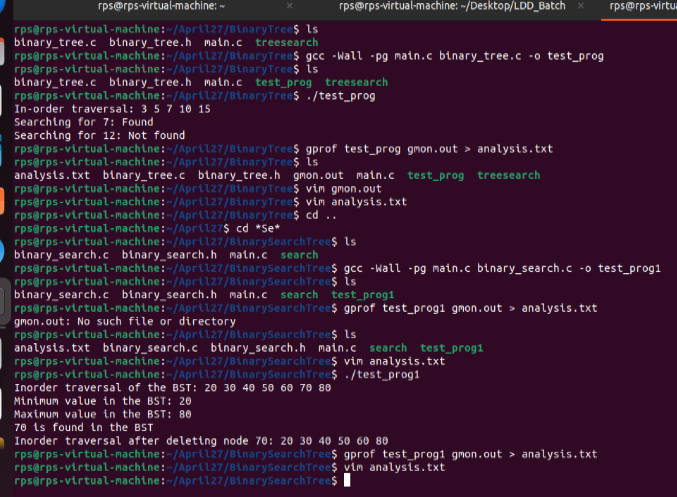 rps@rps-virtual-machine: ~
rps@rps-virtual-machine: ~/Desktop/LDD_Batch
rps@rps-virtu
rps@rps-virtual-machine:~/April27/BinaryTree$ ls
binary_tree.c  binary_tree.h  main.c  treesearch
rps@rps-virtual-machine:~/April27/BinaryTree$ gcc -Wall -pg main.c binary_tree.c -o test_prog
rps@rps-virtual-machine:~/April27/BinaryTree$ ls
binary_tree.c  binary_tree.h  main.c  test_prog  treesearch
rps@rps-virtual-machine:~/April27/BinaryTree$ ./test_prog
In-order traversal: 3 5 7 10 15
Searching for 7: Found
Searching for 12: Not found
rps@rps-virtual-machine:~/April27/BinaryTree$ gprof test_prog gmon.out > analysis.txt
rps@rps-virtual-machine:~/April27/BinaryTree$ ls
analysis.txt  binary_tree.c  binary_tree.h  gmon.out  main.c  test_prog  treesearch
rps@rps-virtual-machine:~/April27/BinaryTree$ vim gmon.out
rps@rps-virtual-machine:~/April27/BinaryTree$ vim analysis.txt
rps@rps-virtual-machine:~/April27/BinaryTree$ cd ..
rps@rps-virtual-machine:~/April27$ cd *Se*
rps@rps-virtual-machine:~/April27/BinarySearchTree$ ls
binary_search.c  binary_search.h  main.c  search
rps@rps-virtual-machine:~/April27/BinarySearchTree$ gcc -Wall -pg main.c binary_search.c -o test_prog1
rps@rps-virtual-machine:~/April27/BinarySearchTree$ ls
binary_search.c  binary_search.h  main.c  search  test_prog1
rps@rps-virtual-machine:~/April27/BinarySearchTree$ gprof test_prog1 gmon.out > analysis.txt
gmon.out: No such file or directory
rps@rps-virtual-machine:~/April27/BinarySearchTree$ ls
analysis.txt  binary_search.c  binary_search.h  main.c  search  test_prog1
rps@rps-virtual-machine:~/April27/BinarySearchTree$ vim analysis.txt
rps@rps-virtual-machine:~/April27/BinarySearchTree$ ./test_prog1
Inorder traversal of the BST: 20 30 40 50 60 70 80
Minimum value in the BST: 20
Maximum value in the BST: 80
70 is found in the BST
Inorder traversal after deleting node 70: 20 30 40 50 60 80
rps@rps-virtual-machine:~/April27/BinarySearchTree$ gprof test_prog1 gmon.out > analysis.txt
rps@rps-virtual-machine:~/April27/BinarySearchTree$ vim analysis.txt
rps@rps-virtual-machine:~/April27/BinarySearchTree$